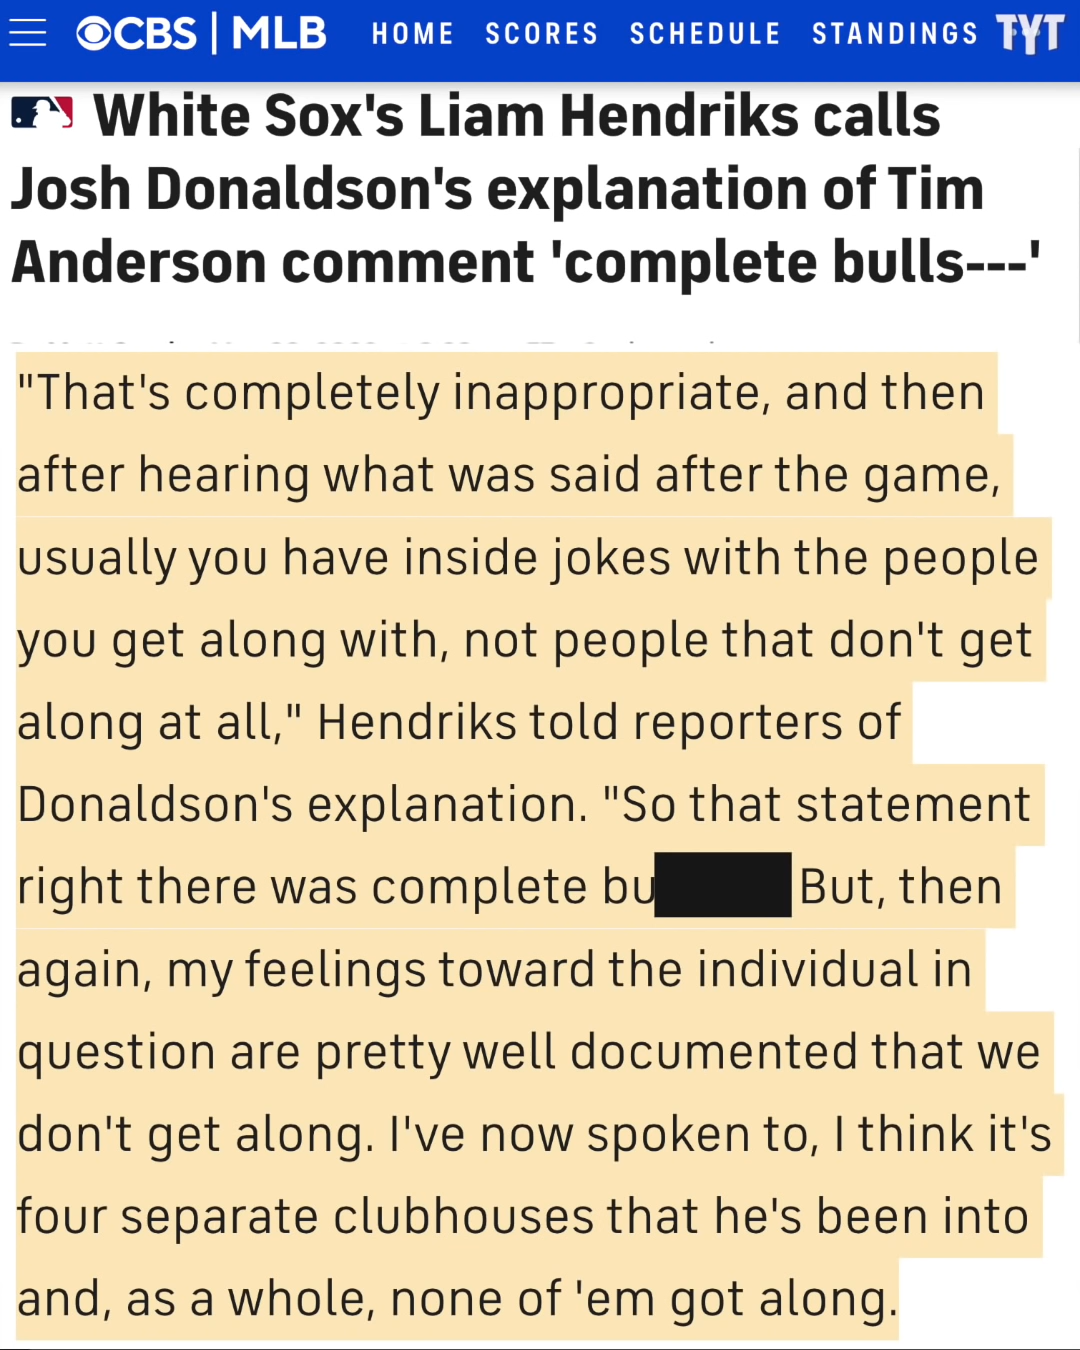 CBS | MLB HOME SCORES SCHEDULE STANDINGS TYT
White Sox's Liam Hendriks calls
Josh Donaldson's explanation of Tim
Anderson comment 'complete bulls---'
"That's completely inappropriate, and then
after hearing what was said after the game,
usually you have inside jokes with the people
you get along with, not people that don't get
along at all," Hendriks told reporters of
Donaldson's explanation. "So that statement
right there was complete bu But, then
again, my feelings toward the individual in
question are pretty well documented that we
don't get along. I've now spoken to, I think it's
four separate clubhouses that he's been into
and, as a whole, none of 'em got along.